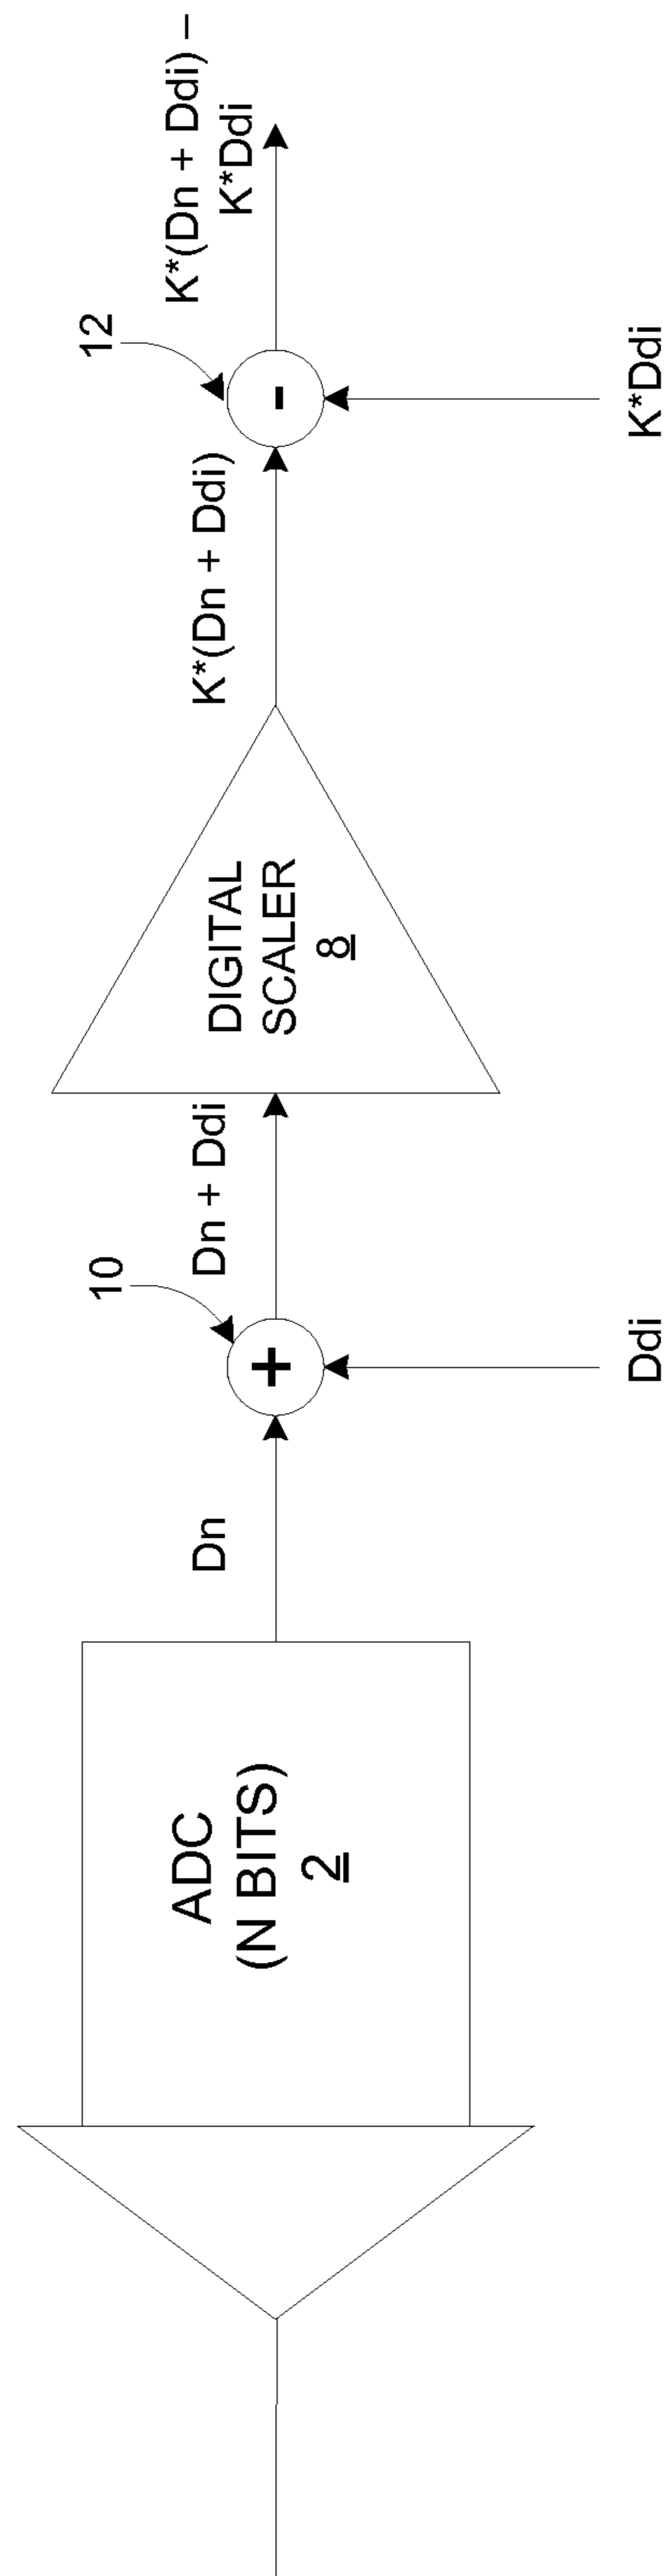 ADC
(N BITS)
2
Dn
10
+
Ddi
Dn + Ddi
DIGITAL
SCALER
8
K*(Dn + Ddi)
12
-
K*Ddi
K*(Dn + Ddi) –
K*Ddi